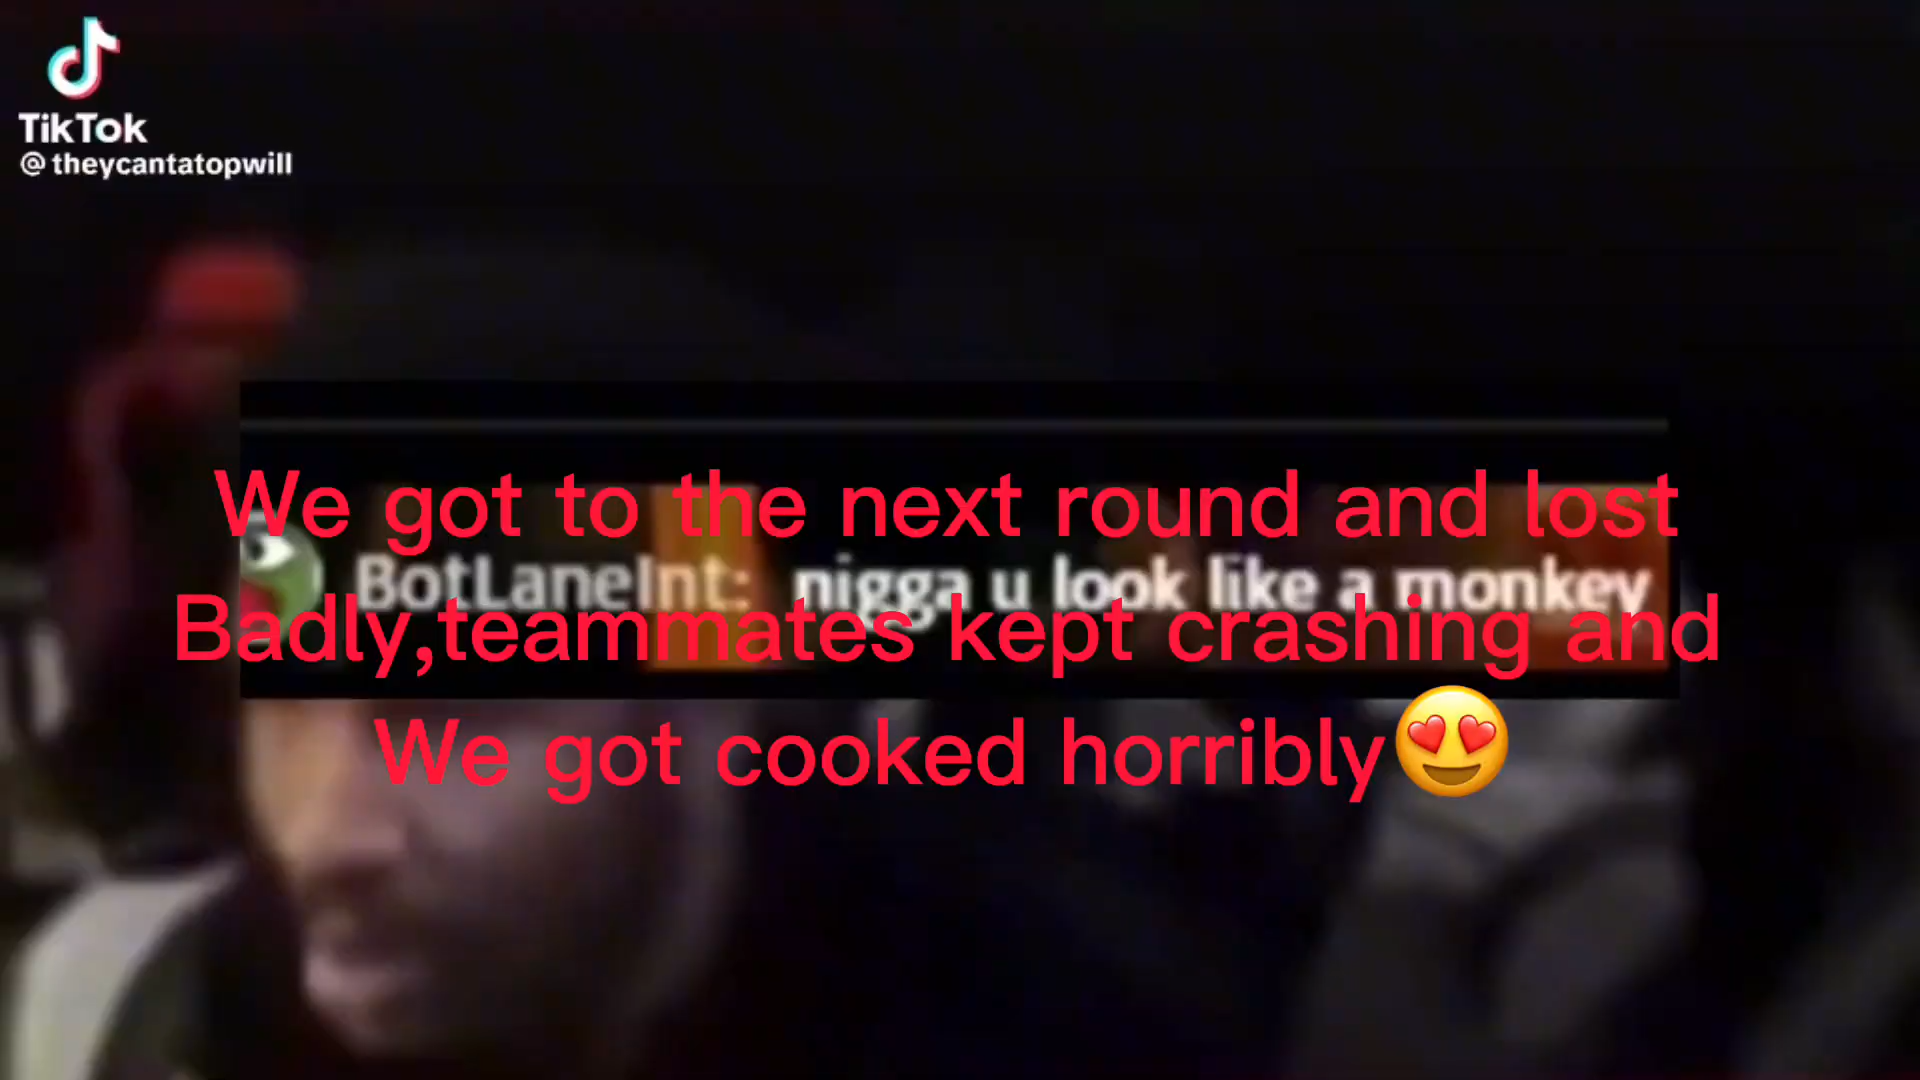 TikTok
@theycantatopwill
We got to the next round and lost
BotLaneInt: nigga u look like a monkey
Badly,teammates kept crashing and
We got cooked horribly😍